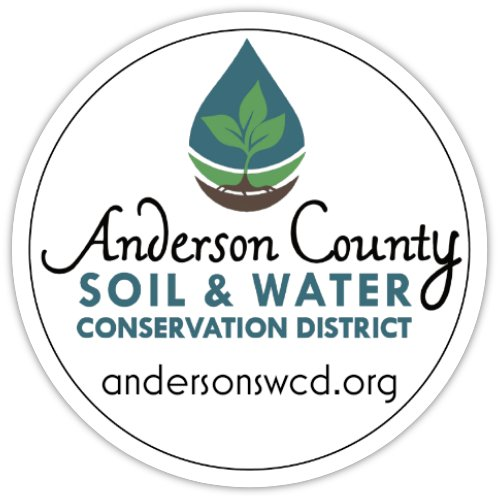 Anderson County
SOIL & WATER
CONSERVATION DISTRICT
andersonswcd.org